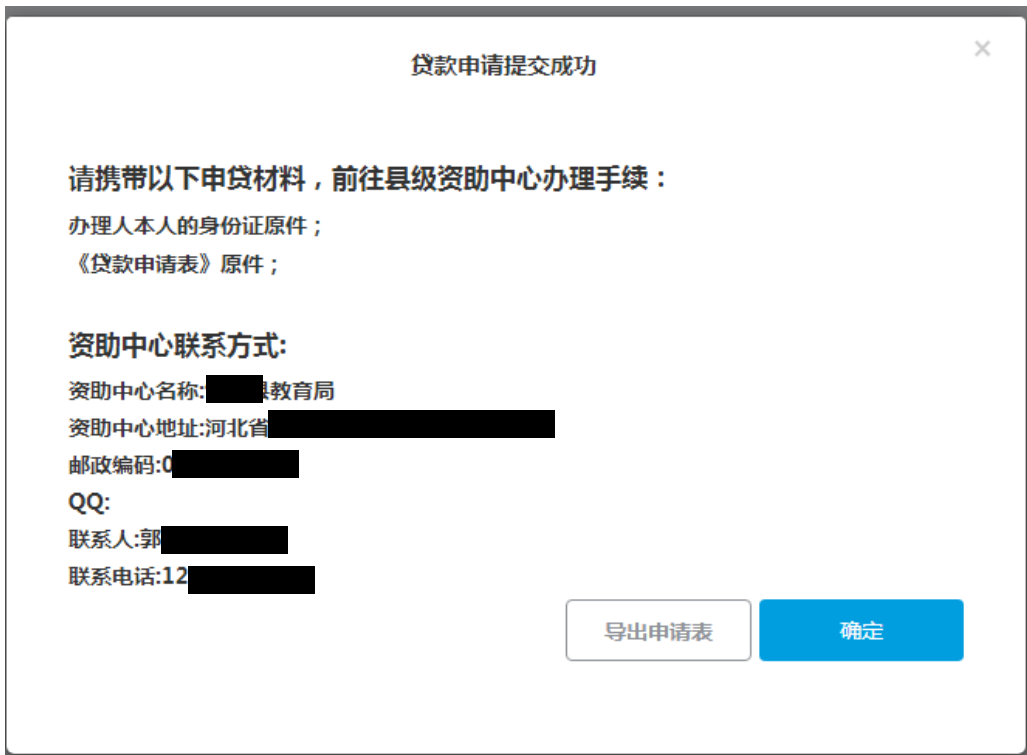 贷款申请提交成功
×
请携带以下申贷材料，前往县级资助中心办理手续：
办理人本人的身份证原件；
《贷款申请表》原件；
资助中心联系方式:
资助中心名称:县教育局
资助中心地址:河北省
邮政编码:0
QQ:
联系人:郭
联系电话:12
导出申请表
确定